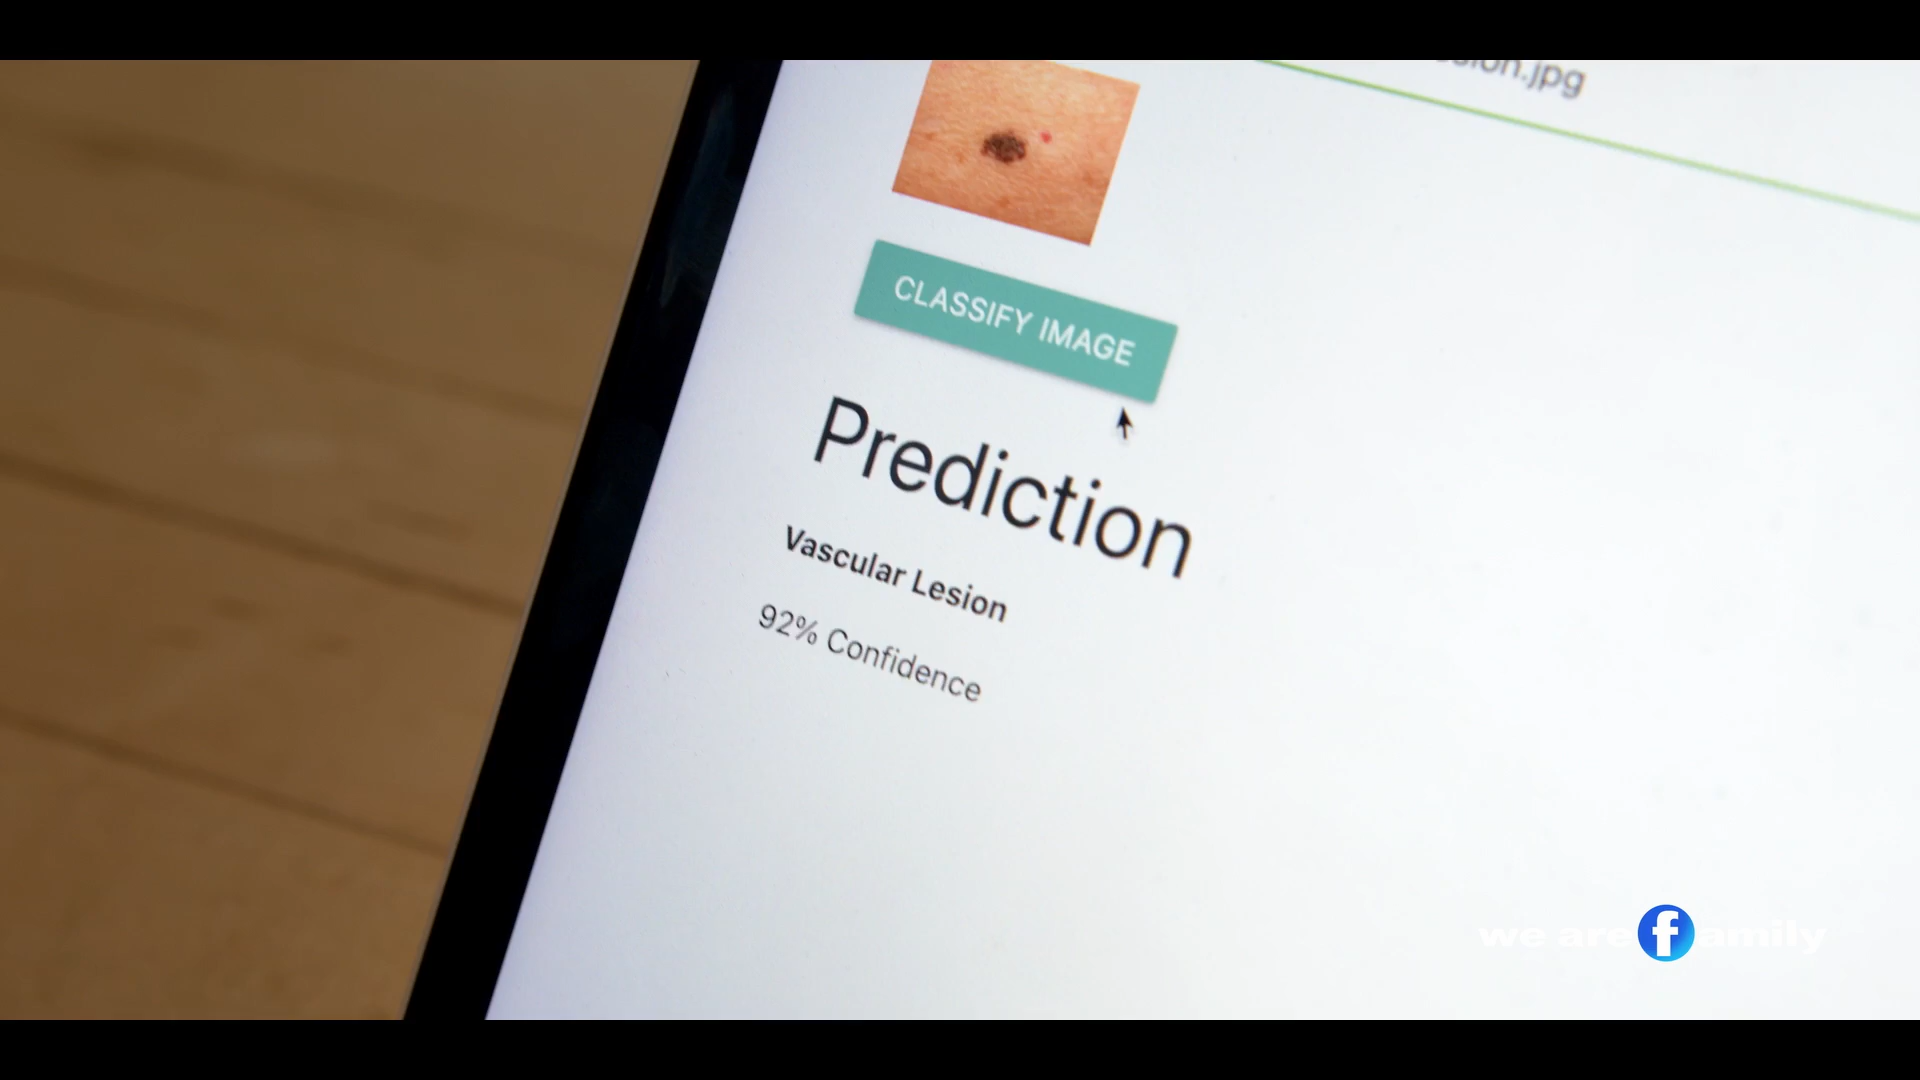 CLASSIFY IMAGE
Prediction
Vascular Lesion
92% Confidence
we are family